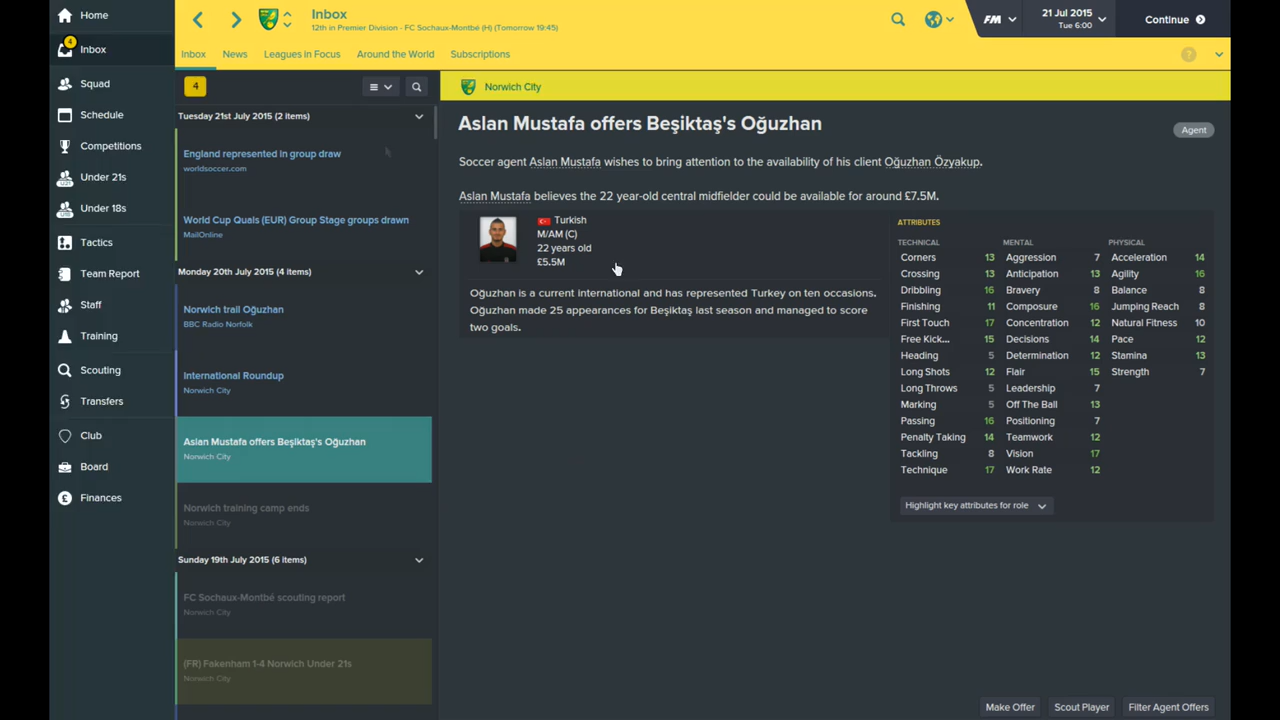 Home
Inbox
12th in Premier Division - FC Sochaux-Montbé (H) (Tomorrow 19:45)
FM
21 Jul 2015
Tue 6:00
Continue
4
Inbox
Inbox
News
Leagues in Focus
Around the World
Subscriptions
?
Squad
Schedule
Competitions
U21
Under 21s
U18
Under 18s
Tactics
Team Report
Staff
Training
Scouting
Transfers
Club
Board
£
Finances
4
Tuesday 21st July 2015 (2 items)
England represented in group draw
worldsoccer.com
World Cup Quals (EUR) Group Stage groups drawn
MailOnline
Monday 20th July 2015 (4 items)
Norwich trail Oğuzhan
BBC Radio Norfolk
International Roundup
Norwich City
Aslan Mustafa offers Beşiktaş's Oğuzhan
Norwich City
Norwich training camp ends
Norwich City
Sunday 19th July 2015 (6 items)
FC Sochaux-Montbé scouting report
Norwich City
(FR) Fakenham 1-4 Norwich Under 21s
Norwich City
Norwich City
Aslan Mustafa offers Beşiktaş's Oğuzhan
Agent
Soccer agent Aslan Mustafa wishes to bring attention to the availability of his client Oğuzhan Özyakup.
Aslan Mustafa believes the 22 year-old central midfielder could be available for around £7.5M.
Turkish
M/AM (C)
22 years old
£5.5M
Oğuzhan is a current international and has represented Turkey on ten occasions.
Oğuzhan made 25 appearances for Beşiktaş last season and managed to score
two goals.
ATTRIBUTES
TECHNICAL MENTAL PHYSICAL
Corners 13 Aggression 7 Acceleration 14
Crossing 13 Anticipation 13 Agility 16
Dribbling 16 Bravery 8 Balance 8
Finishing 11 Composure 16 Jumping Reach 8
First Touch 17 Concentration 12 Natural Fitness 10
Free Kick... 15 Decisions 14 Pace 12
Heading 5 Determination 12 Stamina 13
Long Shots 12 Flair 15 Strength 7
Long Throws 5 Leadership 7
Marking 5 Off The Ball 13
Passing 16 Positioning 7
Penalty Taking 14 Teamwork 12
Tackling 8 Vision 17
Technique 17 Work Rate 12
Highlight key attributes for role
Make Offer
Scout Player
Filter Agent Offers